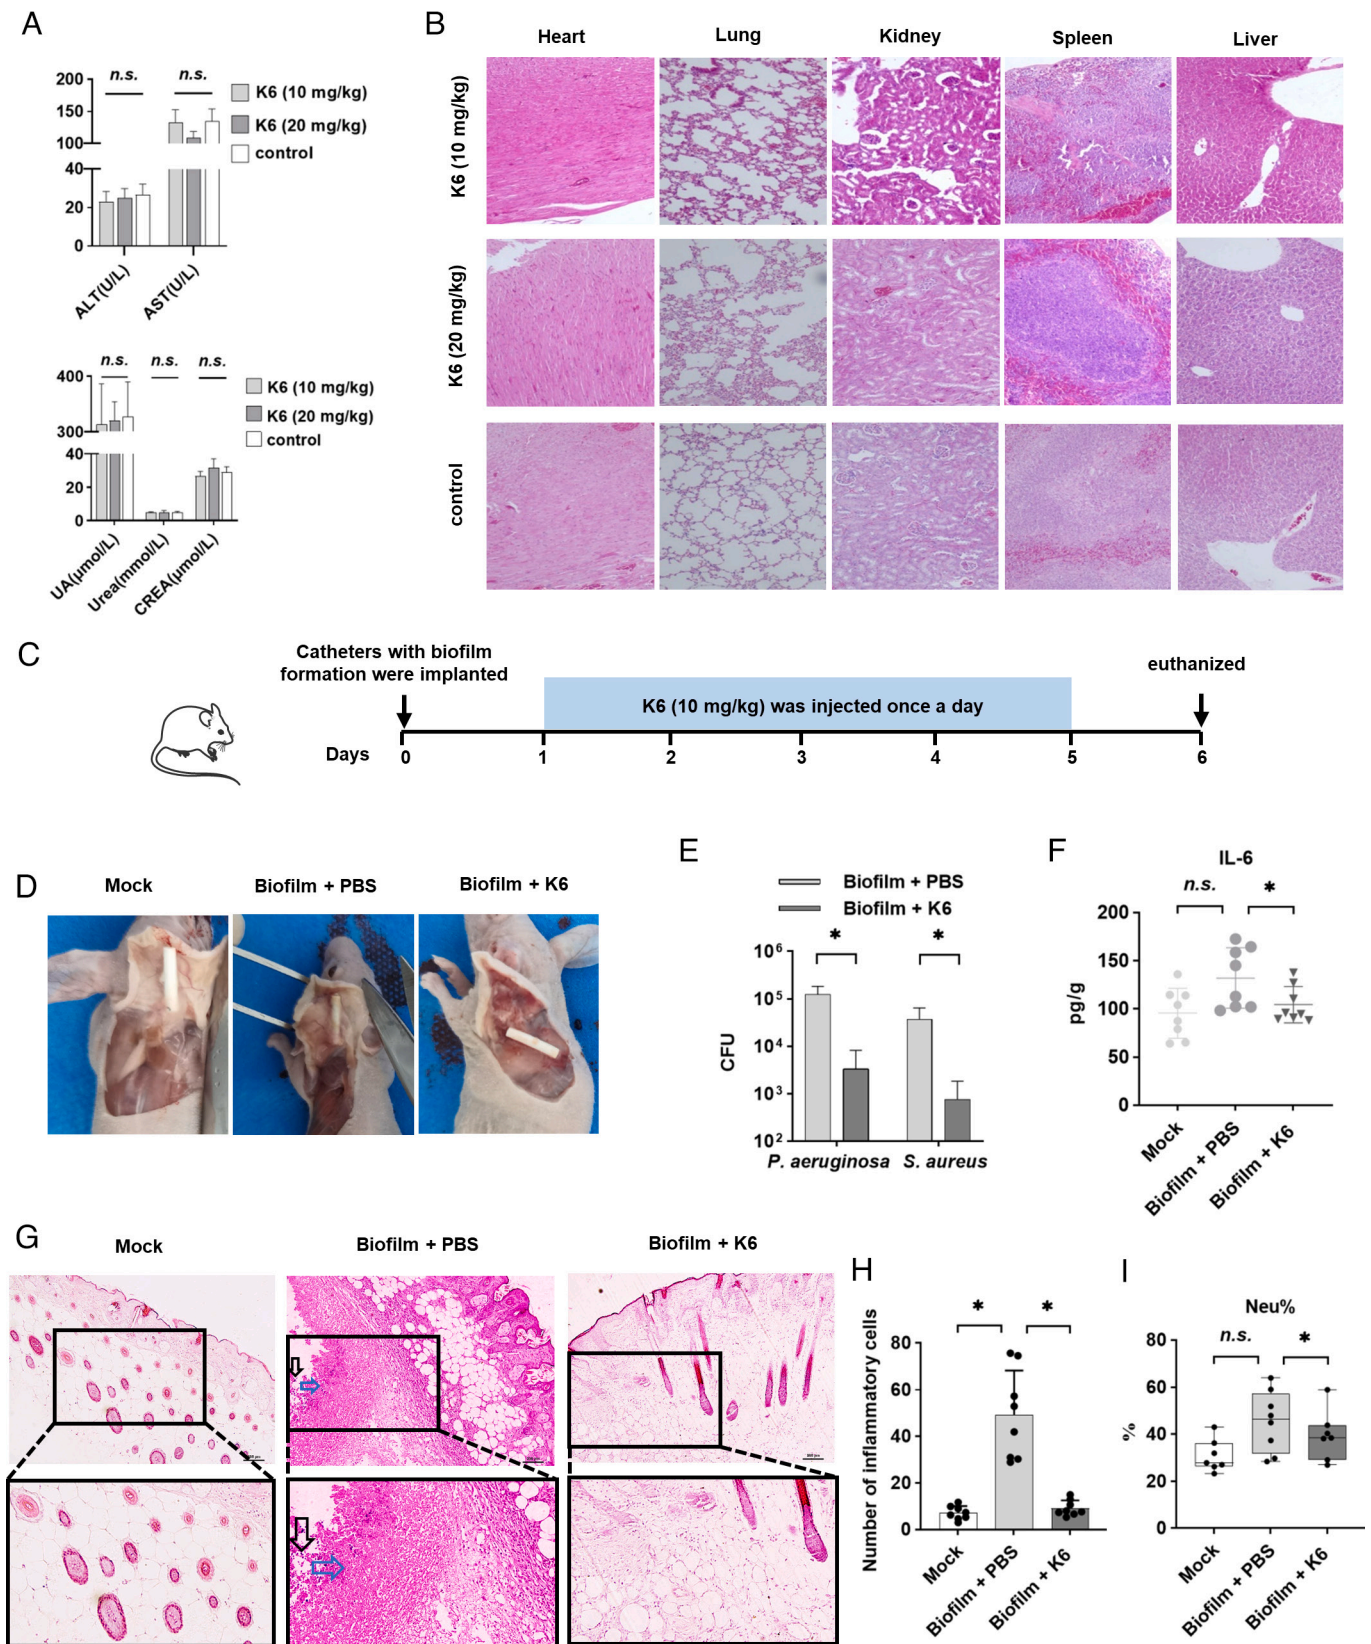 A
200
150
100
40
20
0
n.s.
n.s.
K6 (10 mg/kg)
K6 (20 mg/kg)
control
ALT(U/L)
AST(U/L)
400
300
40
20
0
n.s.
n.s.
n.s.
K6 (10 mg/kg)
K6 (20 mg/kg)
control
UA(μmol/L)
Urea(mmol/L)
CREA(μmol/L)
B
Heart
Lung
Kidney
Spleen
Liver
K6 (10 mg/kg)
K6 (20 mg/kg)
control
C
Catheters with biofilm
formation were implanted
K6 (10 mg/kg) was injected once a day
euthanized
Days
0
1
2
3
4
5
6
D
Mock
Biofilm + PBS
Biofilm + K6
E
Biofilm + PBS
Biofilm + K6
CFU
10⁶
10⁵
10⁴
10³
10²
*
*
P. aeruginosa
S. aureus
F
IL-6
n.s.
*
pg/g
200
150
100
50
0
Mock
Biofilm + PBS
Biofilm + K6
G
Mock
Biofilm + PBS
Biofilm + K6
H
Number of inflammatory cells
80
60
40
20
0
*
*
Mock
Biofilm + PBS
Biofilm + K6
I
Neu%
n.s.
*
%
80
60
40
20
0
Mock
Biofilm + PBS
Biofilm + K6